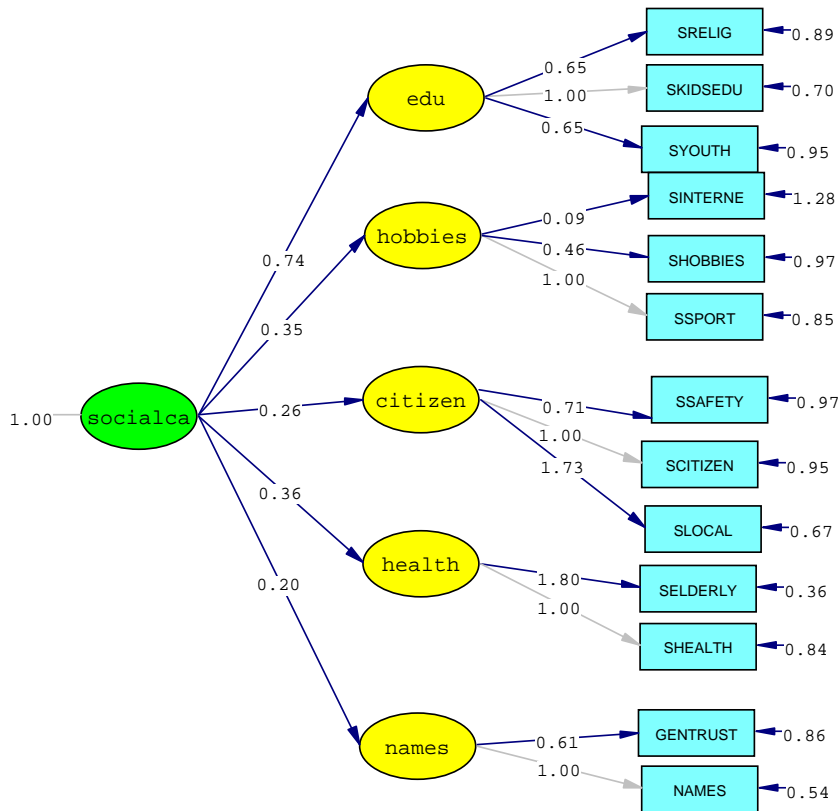 SRELIG
0.89
0.65
edu
1.00
SKIDSEDU
0.70
0.65
SYOUTH
0.95
SINTERNE
1.28
0.09
hobbies
0.46
SHOBBIES
0.97
0.74
1.00
SSPORT
0.85
0.35
SSAFETY
0.97
citizen
0.71
1.00
socialca
0.26
1.00
SCITIZEN
0.95
1.73
0.36
SLOCAL
0.67
health
0.20
1.80
SELDERLY
0.36
1.00
SHEALTH
0.84
names
0.61
GENTRUST
0.86
1.00
NAMES
0.54